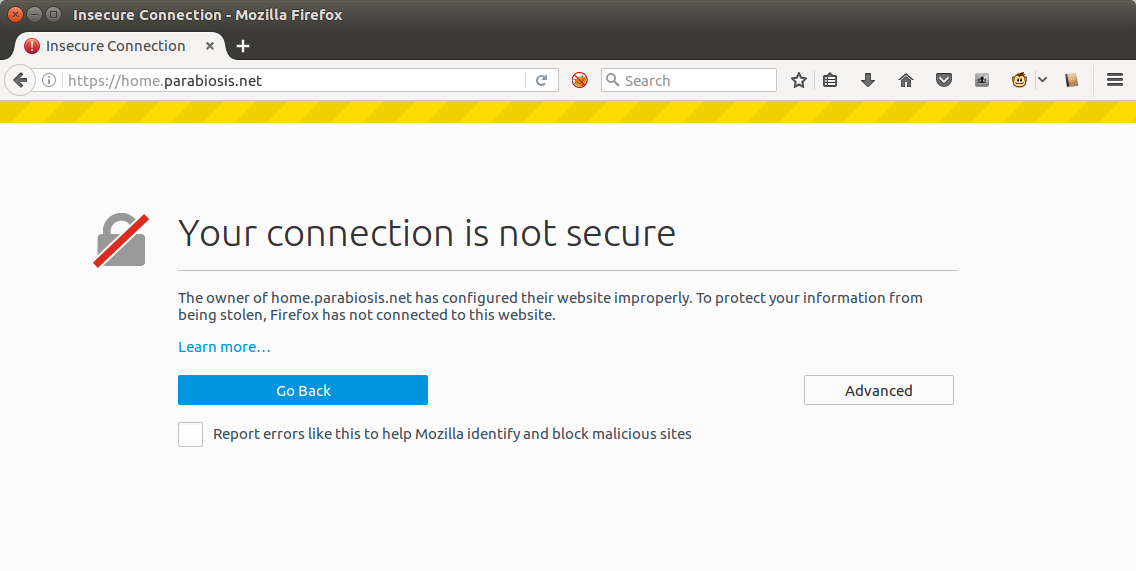 Insecure Connection - Mozilla Firefox
Insecure Connection
https://home.parabiosis.net
Search
Your connection is not secure
The owner of home.parabiosis.net has configured their website improperly. To protect your information from
being stolen, Firefox has not connected to this website.
Learn more…
Go Back
Advanced
Report errors like this to help Mozilla identify and block malicious sites